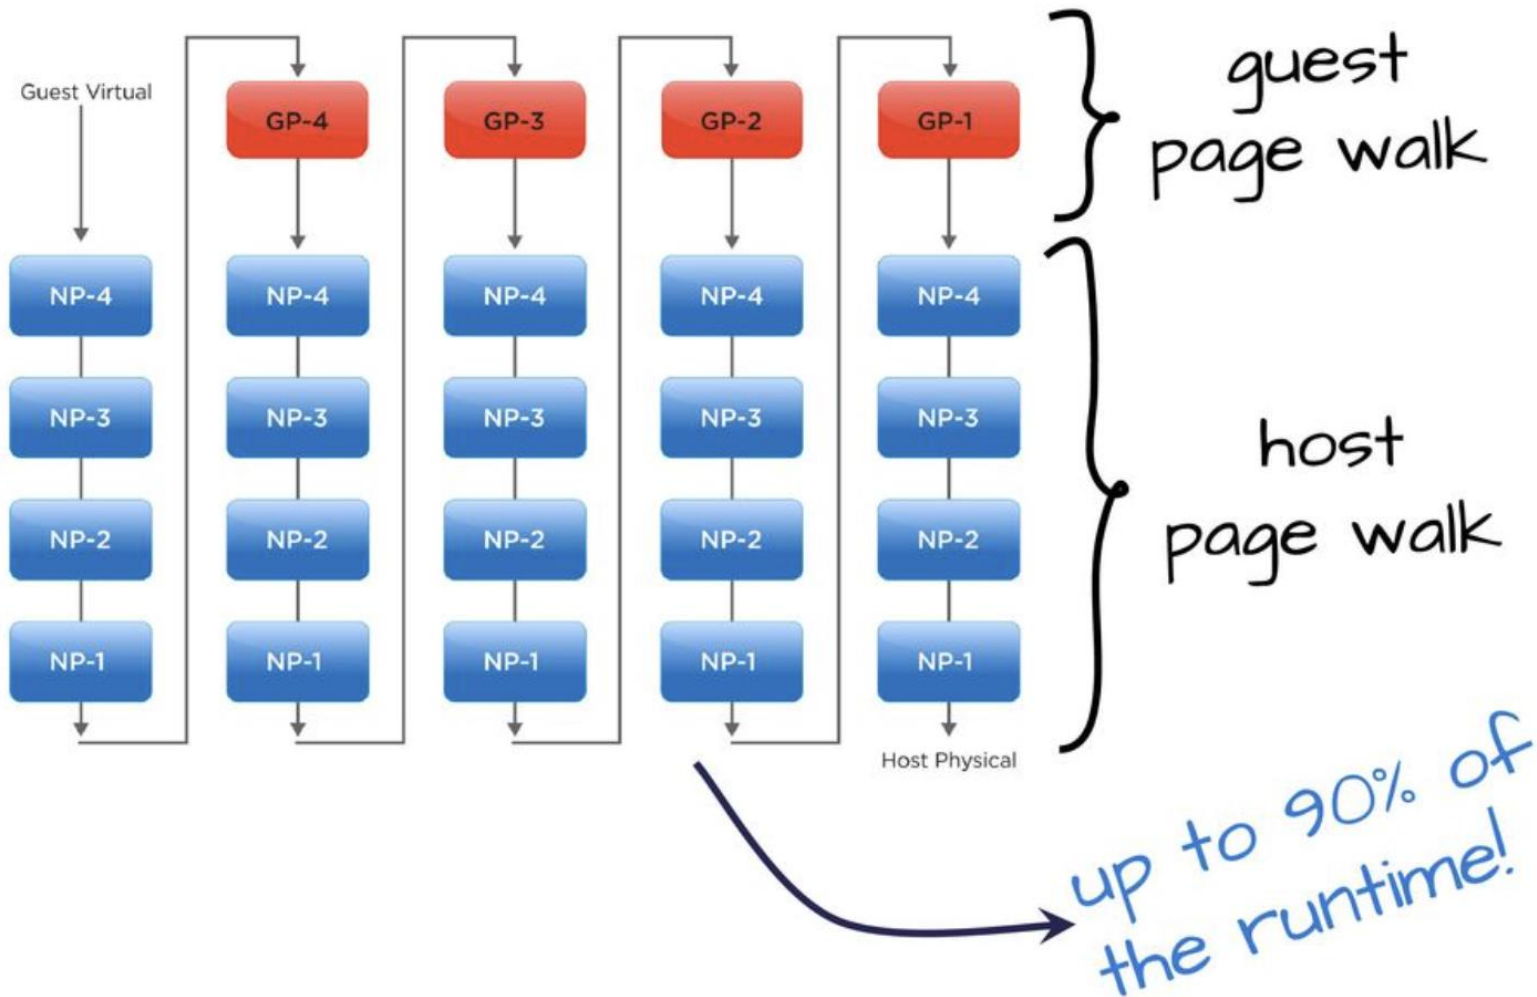 Guest Virtual
GP-4
GP-3
GP-2
GP-1
guest
page walk
NP-4
NP-4
NP-4
NP-4
NP-4
NP-3
NP-3
NP-3
NP-3
NP-3
host
page walk
NP-2
NP-2
NP-2
NP-2
NP-2
NP-1
NP-1
NP-1
NP-1
NP-1
Host Physical
up to 90% of
the runtime!